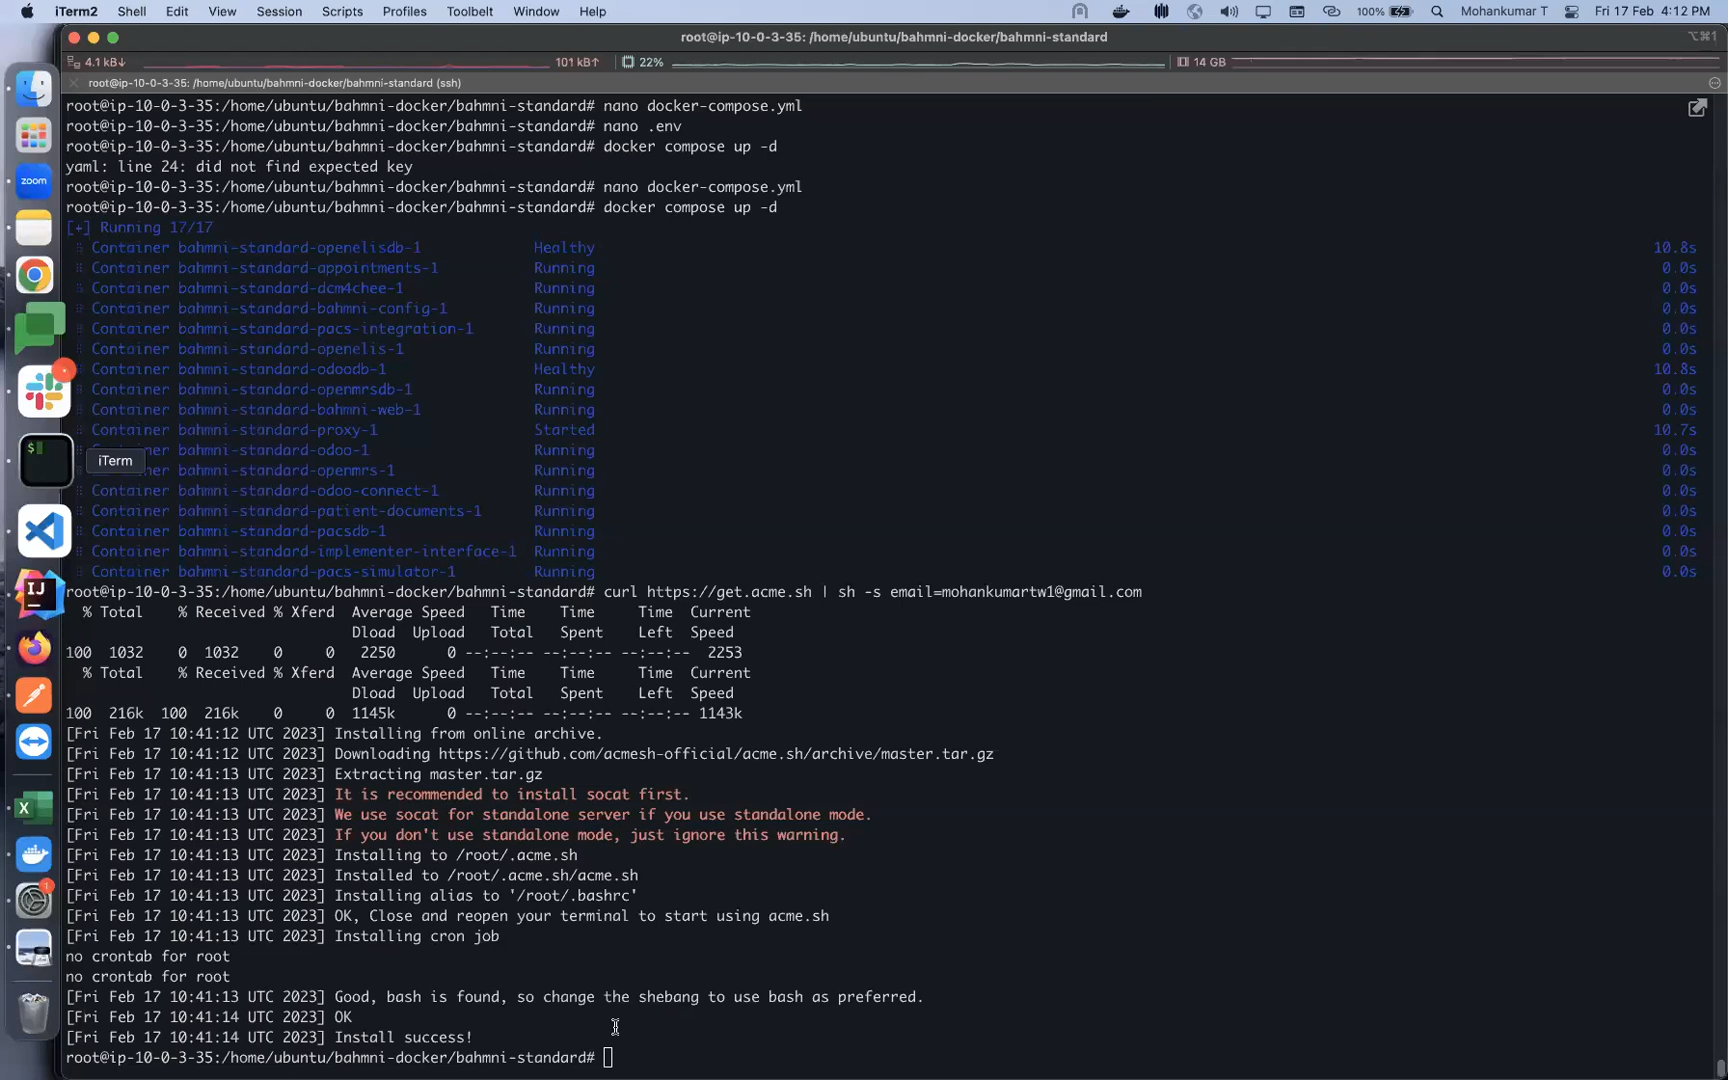 iTerm2 Shell Edit View Session Scripts Profiles Toolbelt Window Help 100% Mohankumar T Fri 17 Feb 4:12 PM
root@ip-10-0-3-35: /home/ubuntu/bahmni-docker/bahmni-standard ⌥⌘1
4.1 kB↓ 101 kB↑ 22% 14 GB
root@ip-10-0-3-35: /home/ubuntu/bahmni-docker/bahmni-standard (ssh)
root@ip-10-0-3-35:/home/ubuntu/bahmni-docker/bahmni-standard# nano docker-compose.yml
root@ip-10-0-3-35:/home/ubuntu/bahmni-docker/bahmni-standard# nano .env
root@ip-10-0-3-35:/home/ubuntu/bahmni-docker/bahmni-standard# docker compose up -d
yaml: line 24: did not find expected key
root@ip-10-0-3-35:/home/ubuntu/bahmni-docker/bahmni-standard# nano docker-compose.yml
root@ip-10-0-3-35:/home/ubuntu/bahmni-docker/bahmni-standard# docker compose up -d
[+] Running 17/17
Container bahmni-standard-openelisdb-1 Healthy 10.8s
Container bahmni-standard-appointments-1 Running 0.0s
Container bahmni-standard-dcm4chee-1 Running 0.0s
Container bahmni-standard-bahmni-config-1 Running 0.0s
Container bahmni-standard-pacs-integration-1 Running 0.0s
Container bahmni-standard-openelis-1 Running 0.0s
Container bahmni-standard-odoodb-1 Healthy 10.8s
Container bahmni-standard-openmrsdb-1 Running 0.0s
Container bahmni-standard-bahmni-web-1 Running 0.0s
Container bahmni-standard-proxy-1 Started 10.7s
Container bahmni-standard-odoo-1 Running 0.0s
iTerm
bahmni-standard-openmrs-1 Running 0.0s
Container bahmni-standard-odoo-connect-1 Running 0.0s
Container bahmni-standard-patient-documents-1 Running 0.0s
Container bahmni-standard-pacsdb-1 Running 0.0s
Container bahmni-standard-implementer-interface-1 Running 0.0s
Container bahmni-standard-pacs-simulator-1 Running 0.0s
root@ip-10-0-3-35:/home/ubuntu/bahmni-docker/bahmni-standard# curl https://get.acme.sh | sh -s email=mohankumartw1@gmail.com
% Total % Received % Xferd Average Speed Time Time Time Current
Dload Upload Total Spent Left Speed
100 1032 0 1032 0 0 2250 0 --:--:-- --:--:-- --:--:-- 2253
% Total % Received % Xferd Average Speed Time Time Time Current
Dload Upload Total Spent Left Speed
100 216k 100 216k 0 0 1145k 0 --:--:-- --:--:-- --:--:-- 1143k
[Fri Feb 17 10:41:12 UTC 2023] Installing from online archive.
[Fri Feb 17 10:41:12 UTC 2023] Downloading https://github.com/acmesh-official/acme.sh/archive/master.tar.gz
[Fri Feb 17 10:41:13 UTC 2023] Extracting master.tar.gz
[Fri Feb 17 10:41:13 UTC 2023] It is recommended to install socat first.
[Fri Feb 17 10:41:13 UTC 2023] We use socat for standalone server if you use standalone mode.
[Fri Feb 17 10:41:13 UTC 2023] If you don't use standalone mode, just ignore this warning.
[Fri Feb 17 10:41:13 UTC 2023] Installing to /root/.acme.sh
[Fri Feb 17 10:41:13 UTC 2023] Installed to /root/.acme.sh/acme.sh
[Fri Feb 17 10:41:13 UTC 2023] Installing alias to '/root/.bashrc'
[Fri Feb 17 10:41:13 UTC 2023] OK, Close and reopen your terminal to start using acme.sh
[Fri Feb 17 10:41:13 UTC 2023] Installing cron job
no crontab for root
no crontab for root
[Fri Feb 17 10:41:13 UTC 2023] Good, bash is found, so change the shebang to use bash as preferred.
[Fri Feb 17 10:41:14 UTC 2023] OK
[Fri Feb 17 10:41:14 UTC 2023] Install success!
root@ip-10-0-3-35:/home/ubuntu/bahmni-docker/bahmni-standard#
zoom
$
IJ
X
1